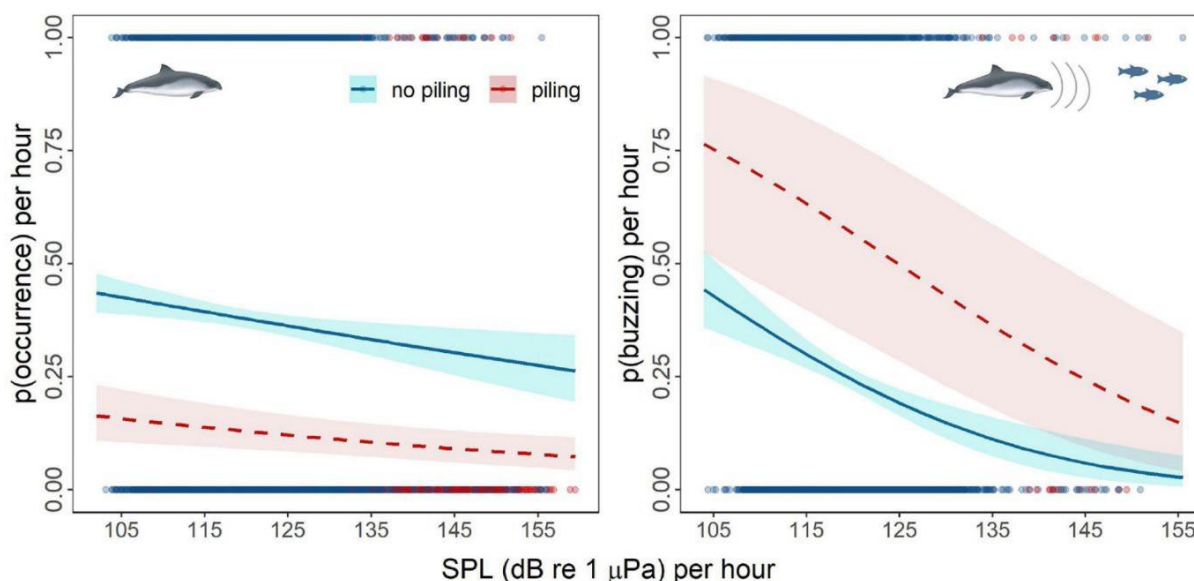 p(occurrence) per hour
1.00
0.75
0.50
0.25
0.00
no piling
piling
105 115 125 135 145 155
p(buzzing) per hour
1.00
0.75
0.50
0.25
0.00
105 115 125 135 145 155
SPL (dB re 1 μPa) per hour